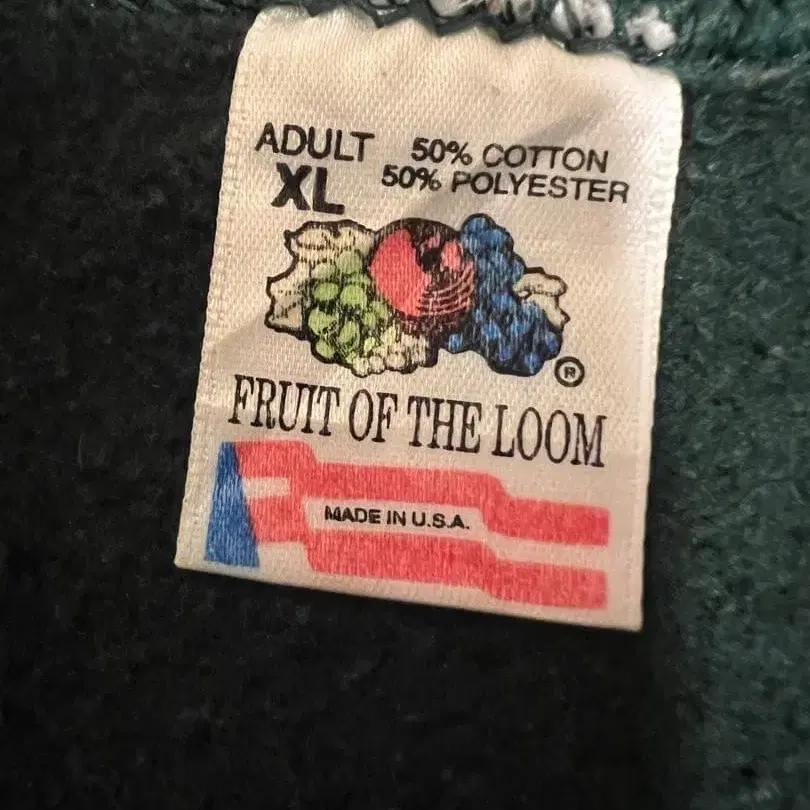 ADULT
XL
50% COTTON
50% POLYESTER
®
FRUIT OF THE LOOM
MADE IN U.S.A.